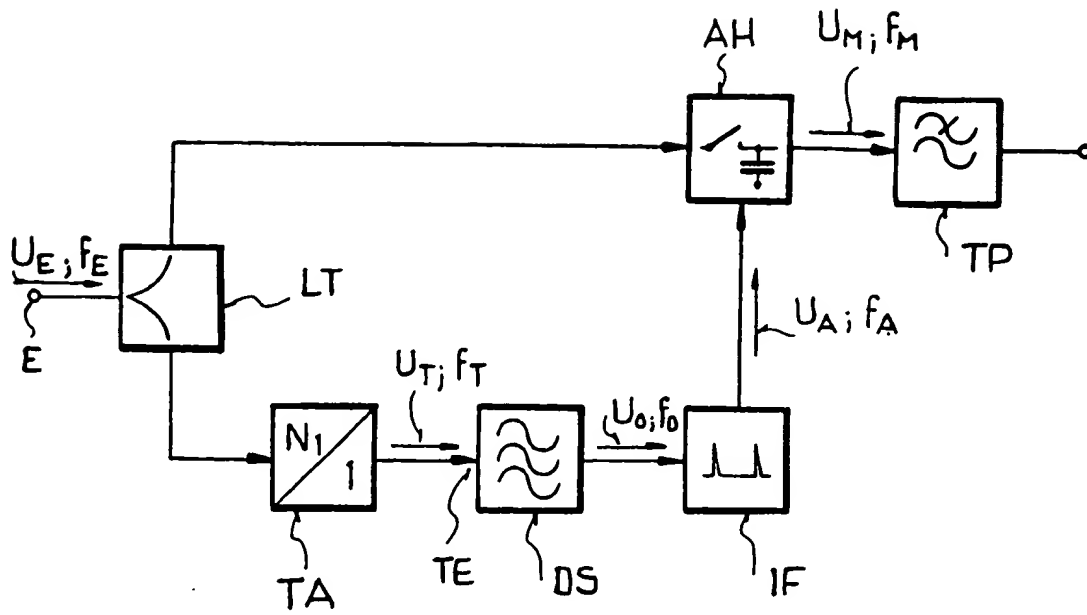 AH
U_M; f_M
TP
U_E; f_E
E
LT
U_A; f_A
U_T; f_T
U_0; f_0
N_1
1
TA
TE
DS
IF